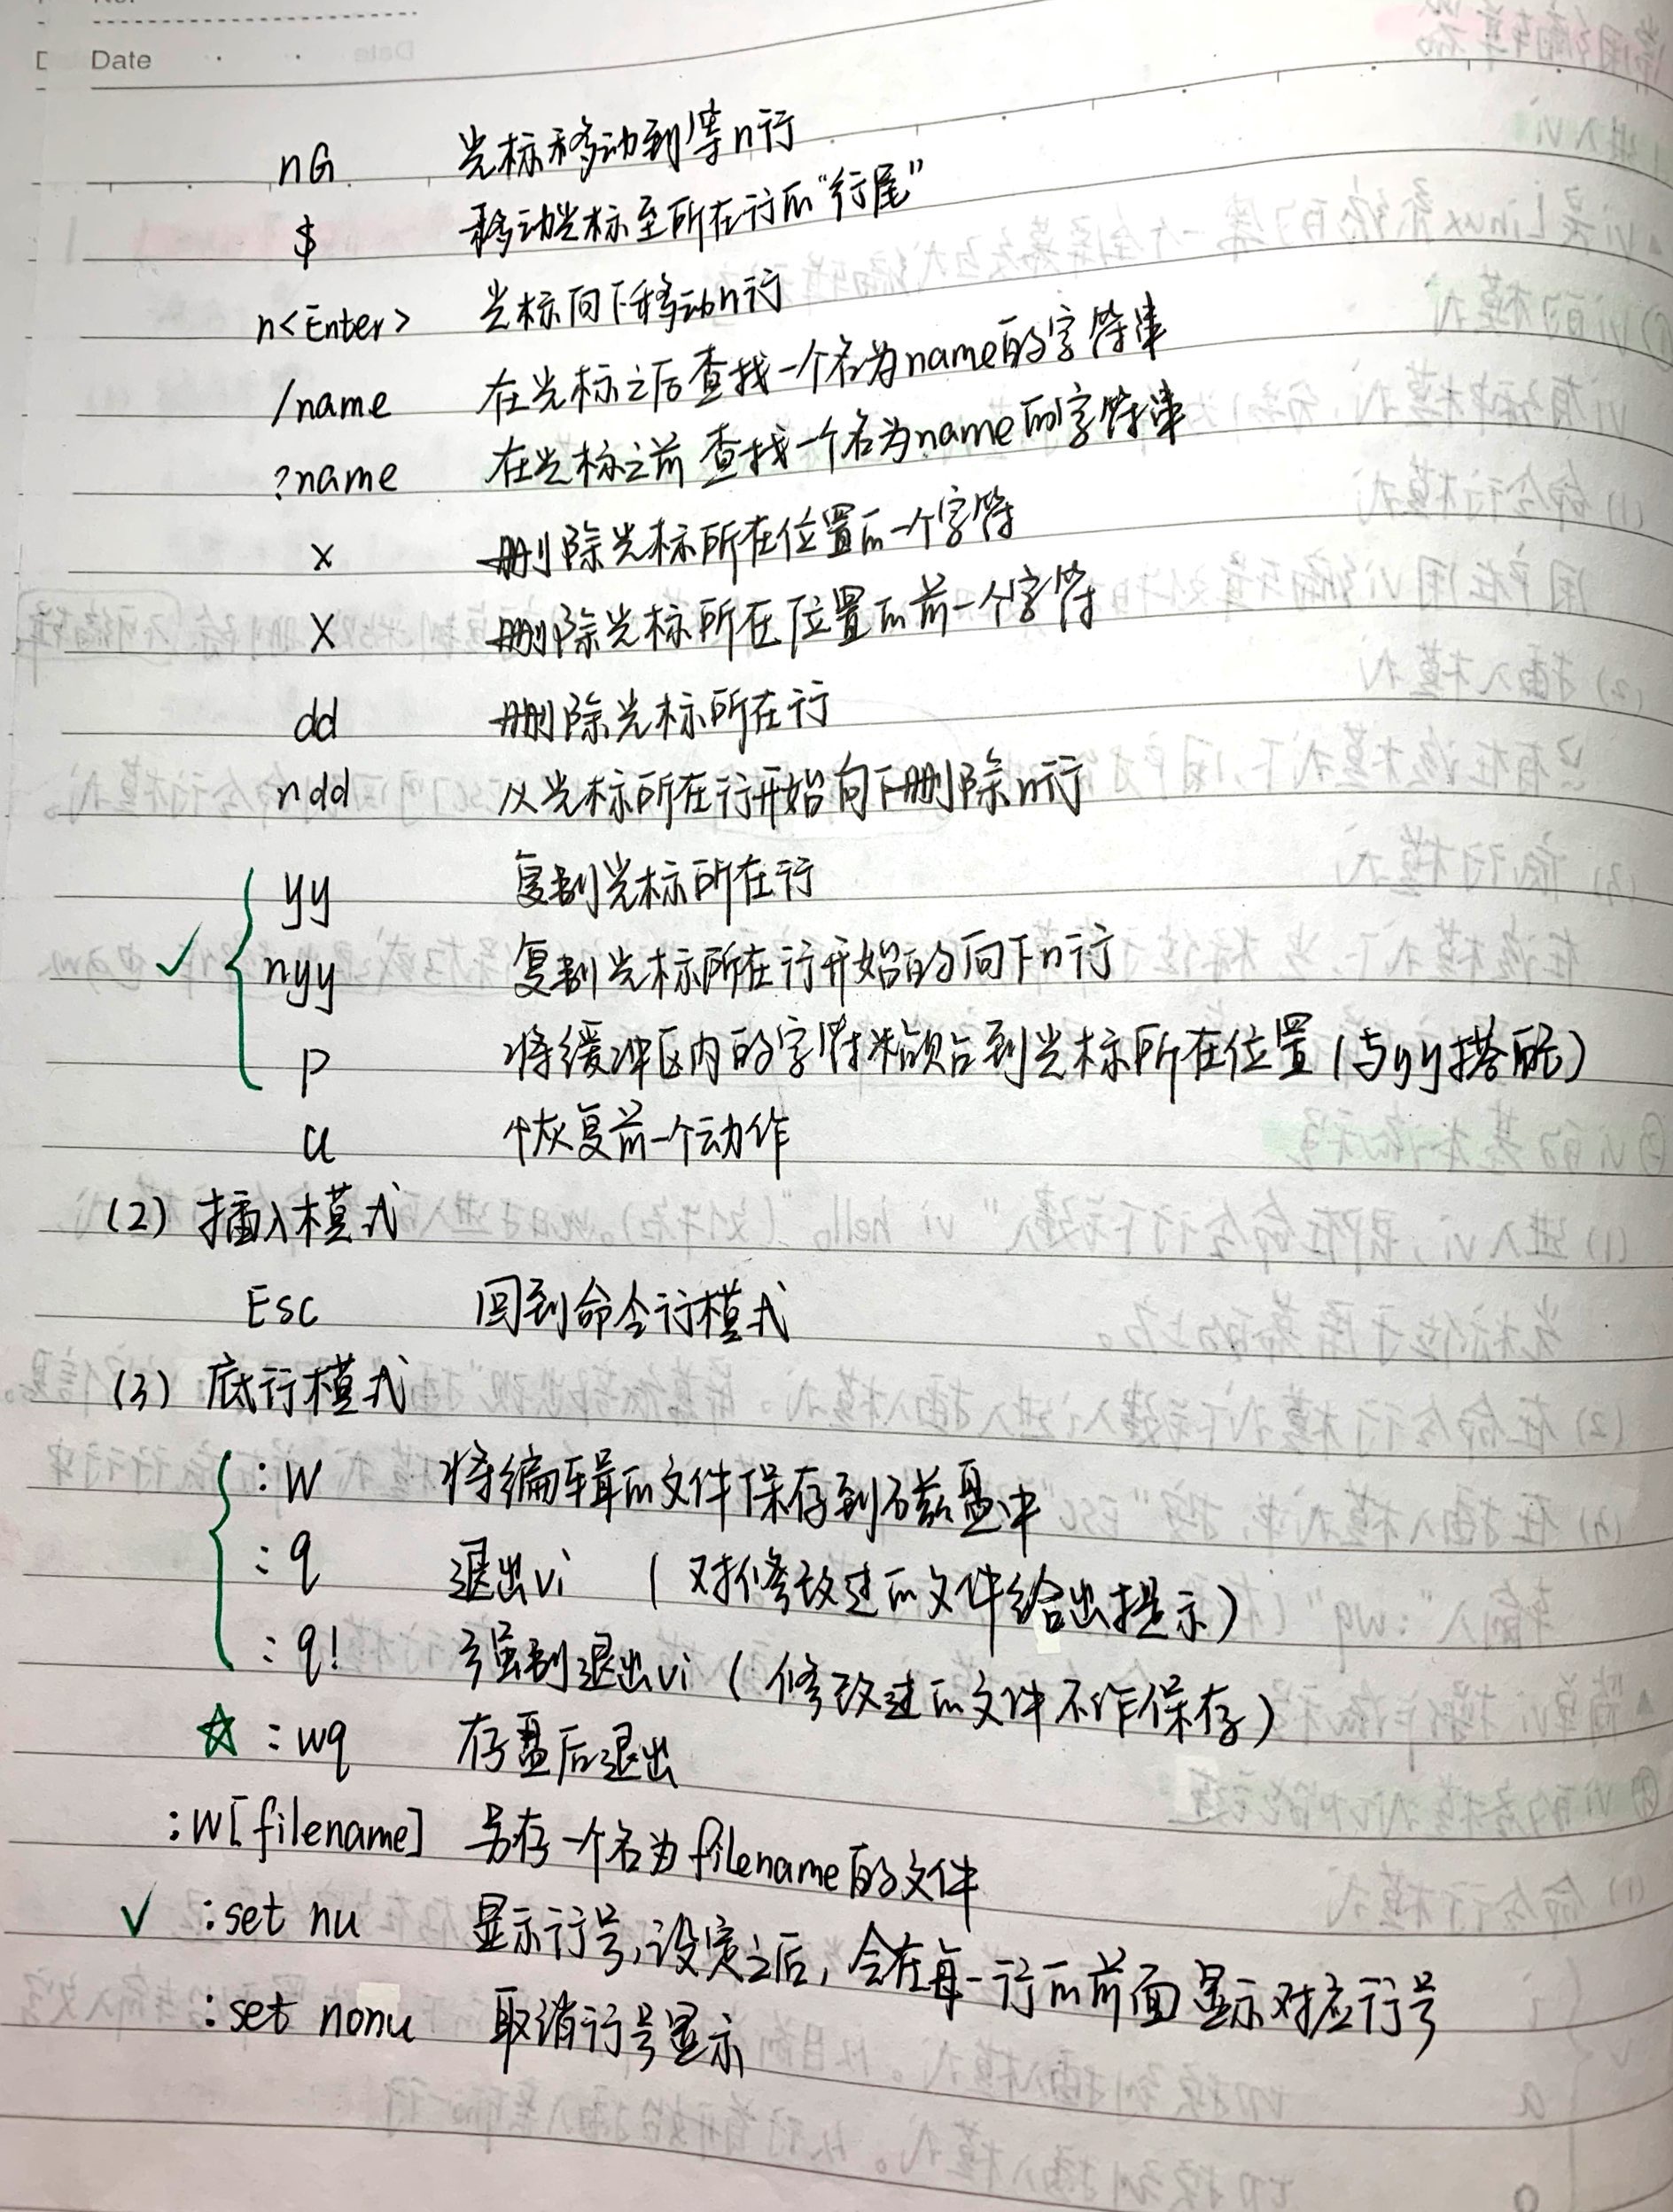 Date
nG 光标移动到第n行
$ 移动光标至所在行的“行尾”
n<Enter> 光标向下移动n行
/name 在光标之后查找一个名为name的字符串
?name 在光标之前查找一个名为name的字符串
x 删除光标所在位置的一个字符
X 删除光标所在位置的前一个字符
dd 删除光标所在行
ndd 从光标所在行开始向下删除n行
yy 复制光标所在行
nyy 复制光标所在行开始的向下n行
p 将缓冲区内的字符粘贴到光标所在位置(与yy搭配)
u 恢复前一个动作
(2) 插入模式
Esc 回到命令行模式
(3) 底行模式
:w 将编辑的文件保存到磁盘中
:q 退出vi (对修改过的文件给出提示)
:q! 强制退出vi (修改过的文件不作保存)
☆ :wq 存盘后退出
:w[filename] 另存一个名为filename的文件
✓ :set nu 显示行号,设定之后,会在每一行的前面显示对应行号
:set nonu 取消行号显示